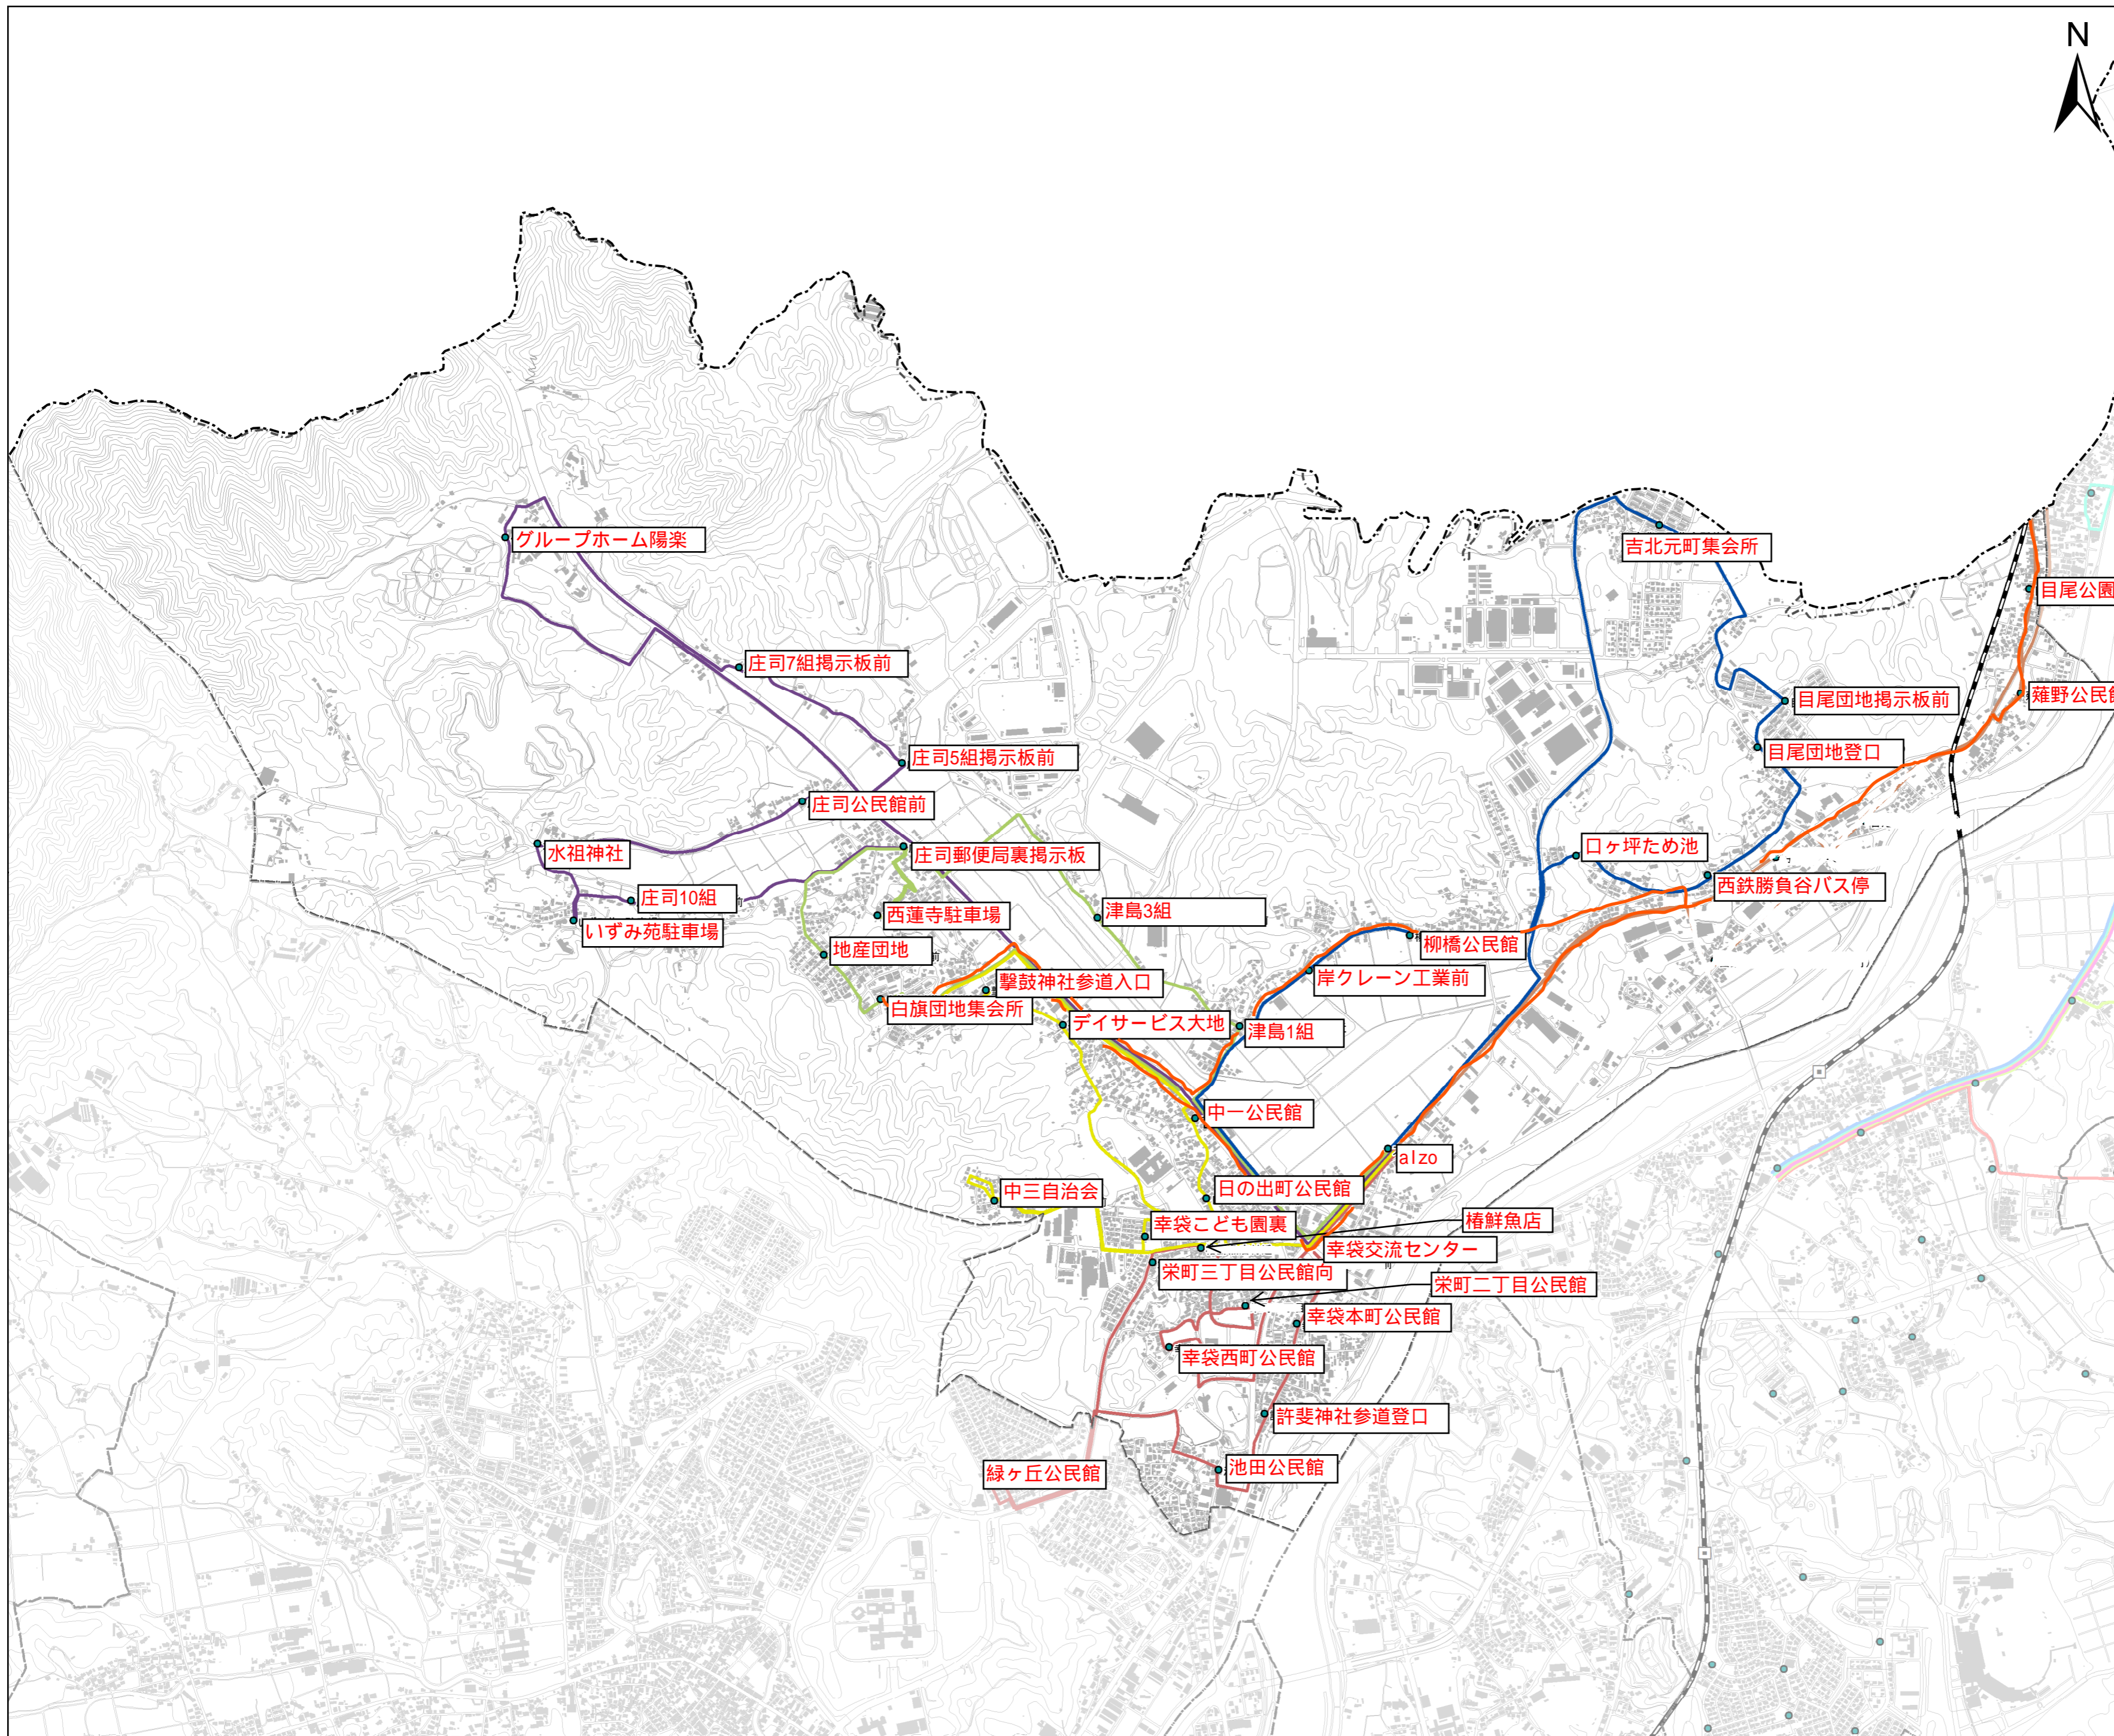 N
グループホーム陽楽
吉北元町集会所
目尾公園
庄司7組掲示板前
目尾団地掲示板前
薙野公民館
庄司5組掲示板前
目尾団地登口
庄司公民館前
水祖神社
庄司郵便局裏掲示板
口ヶ坪ため池
西鉄勝負谷バス停
庄司10組
西蓮寺駐車場
津島3組
いずみ苑駐車場
地産団地
柳橋公民館
撃鼓神社参道入口
岸クレーン工業前
白旗団地集会所
デイサービス大地
津島1組
中一公民館
alzo
中三自治会
日の出町公民館
幸袋こども園裏
椿鮮魚店
幸袋交流センター
栄町三丁目公民館向
栄町二丁目公民館
幸袋本町公民館
幸袋西町公民館
許斐神社参道登口
緑ヶ丘公民館
池田公民館